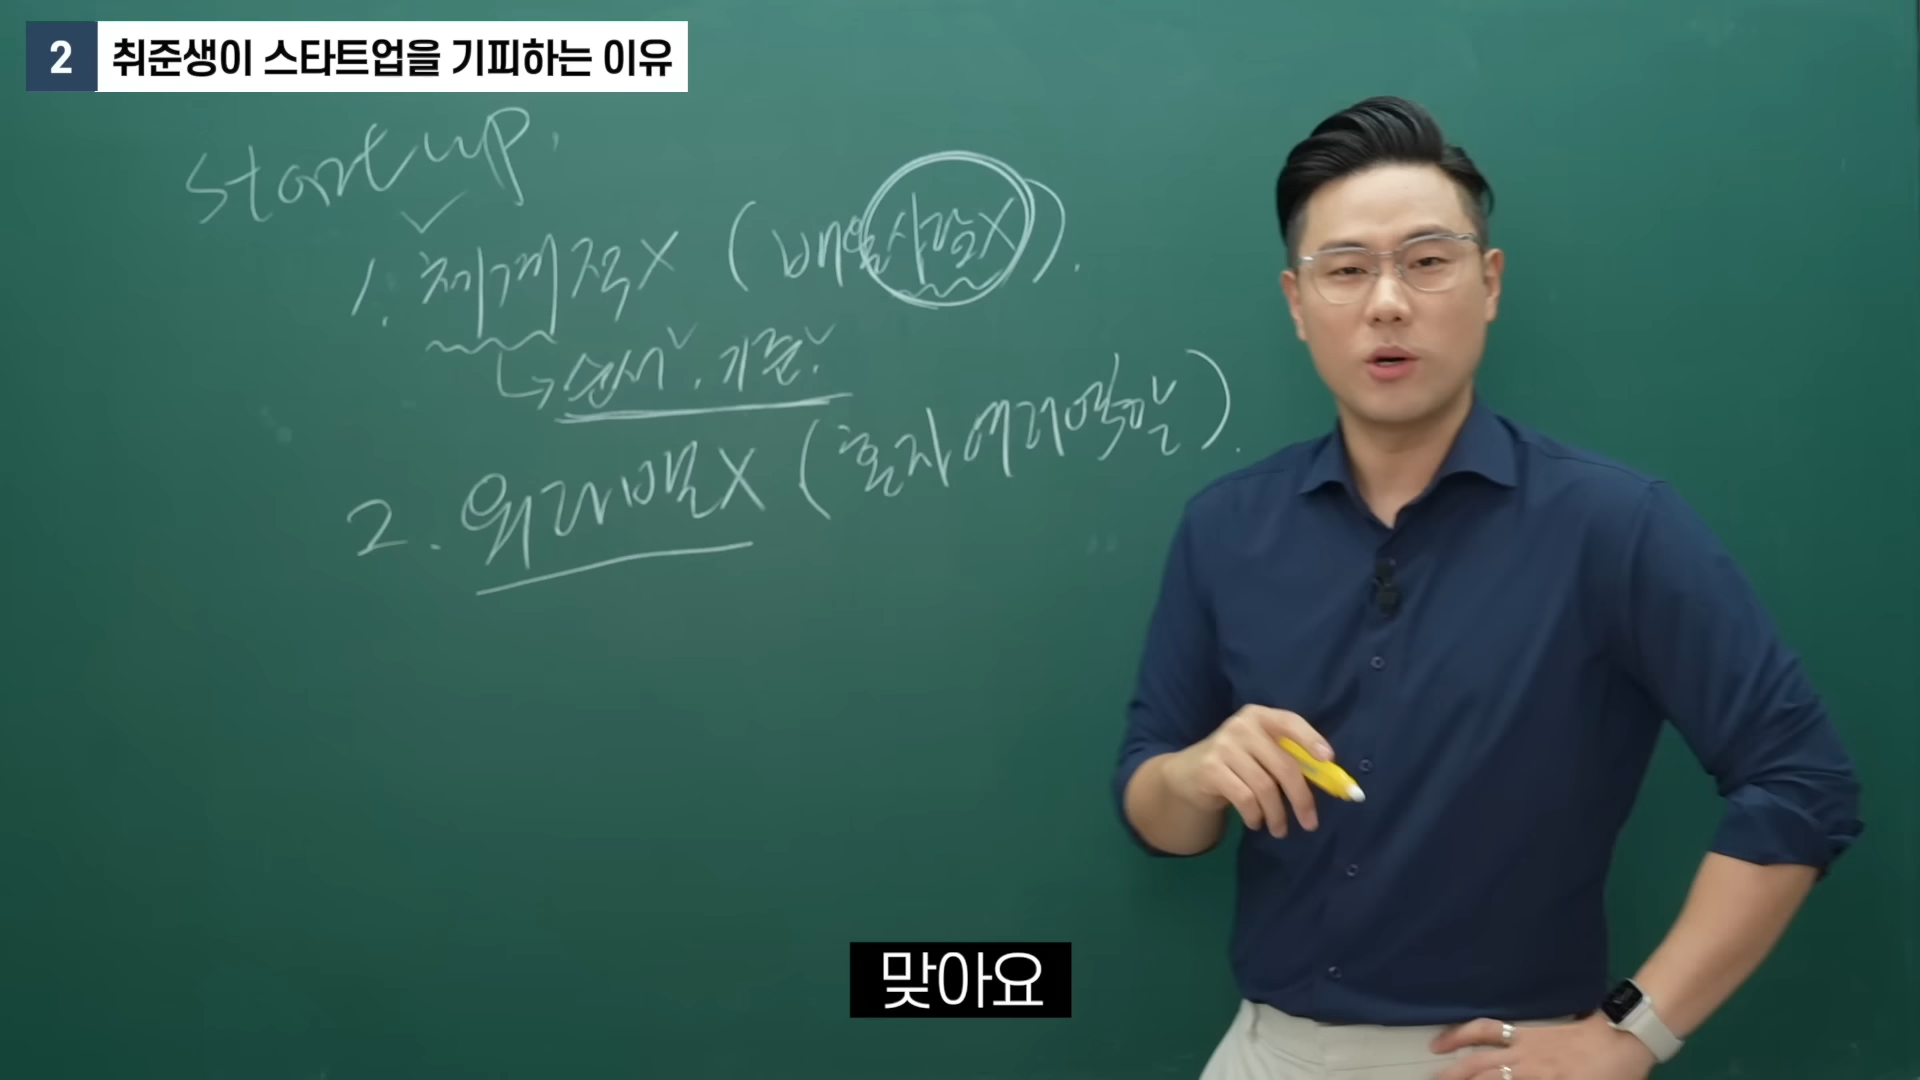 2 취준생이 스타트업을 기피하는 이유
Startup.
1. 체계적X (배울사람X).
↳순서, 기준.
2. 워라밸X (혼자여러역할).
맞아요